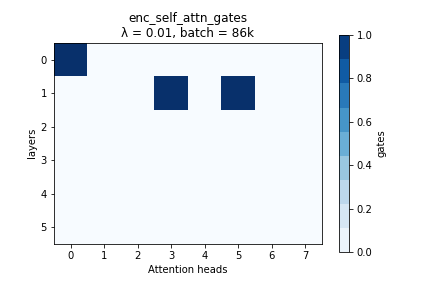 enc_self_attn_gates
λ = 0.01, batch = 86k
layers
0
1
2
3
4
5
0 1 2 3 4 5 6 7
Attention heads
1.0
0.8
0.6
0.4
0.2
0.0
gates